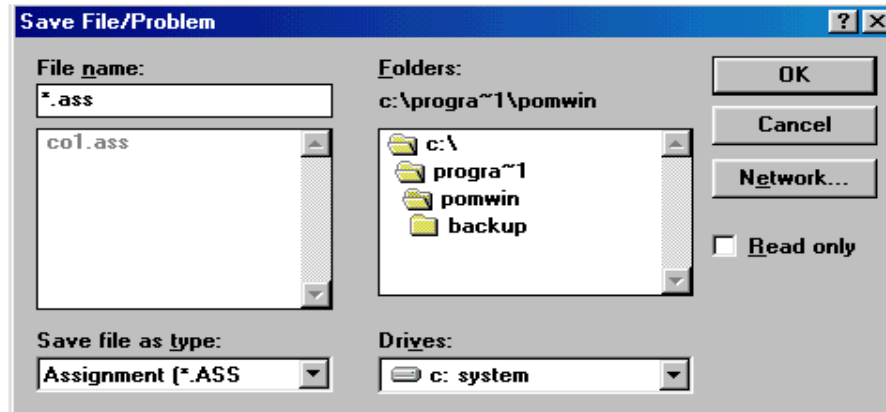 Save File/Problem
File name:
*.ass
co1.ass
Save file as type:
Assignment (*.ASS
Folders:
c:\progra~1\pomwin
c:\
progra~1
pomwin
backup
Drives:
c: system
OK
Cancel
Network...
Read only